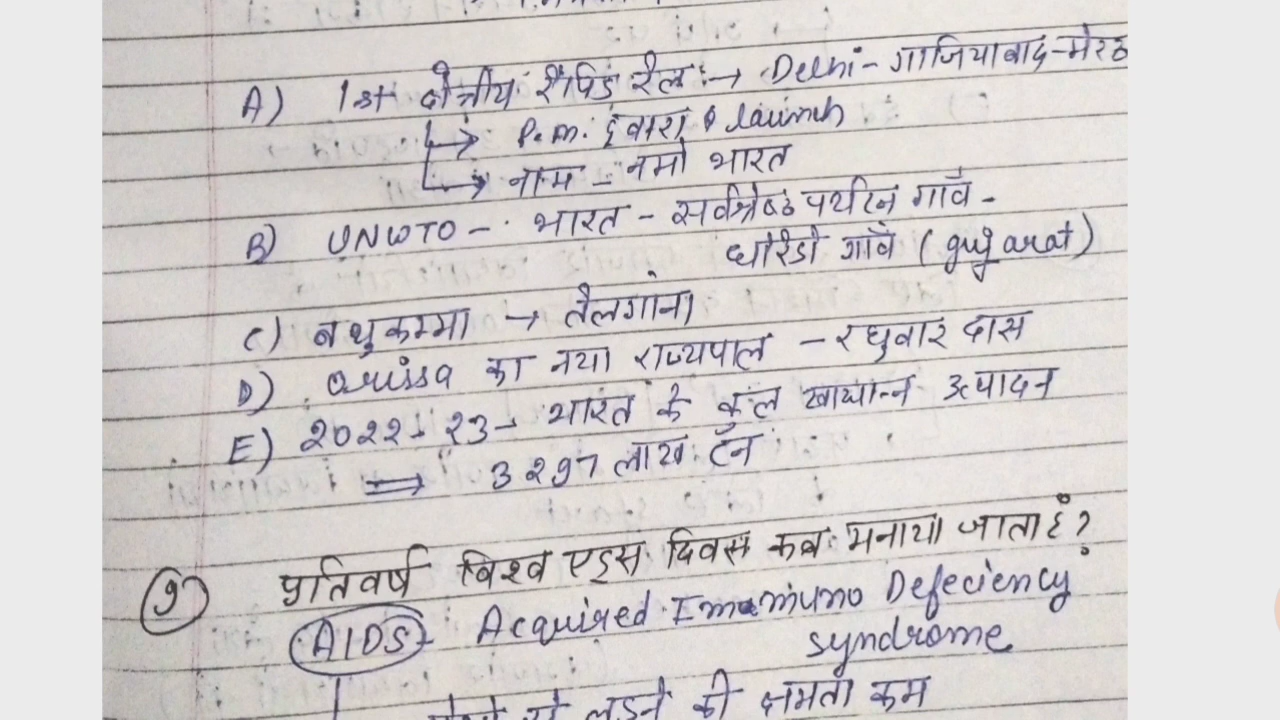 A) 1st क्षेत्रीय रैपिड रेल :→ Delhi - गाजियाबाद-मेरठ
↳ P.m. द्वारा launch
↳ नाम - नमो भारत
B) UNWTO - . भारत - सर्वश्रेष्ठ पर्यटन गाँव -
धोरडो गाँव (gujarat)
C) बथुकम्मा → तेलंगाना
D) orissa का नया राज्यपाल - रघुवार दास
E) 2022-23 - भारत के कुल खाद्यान्न उत्पादन
⇒ 3297 लाख टन
9 प्रतिवर्ष विश्व एड्स दिवस कब मनाया जाता है?
AIDS - Acquired Immumuno Defeciency
syndrome
से लड़ने की क्षमता कम